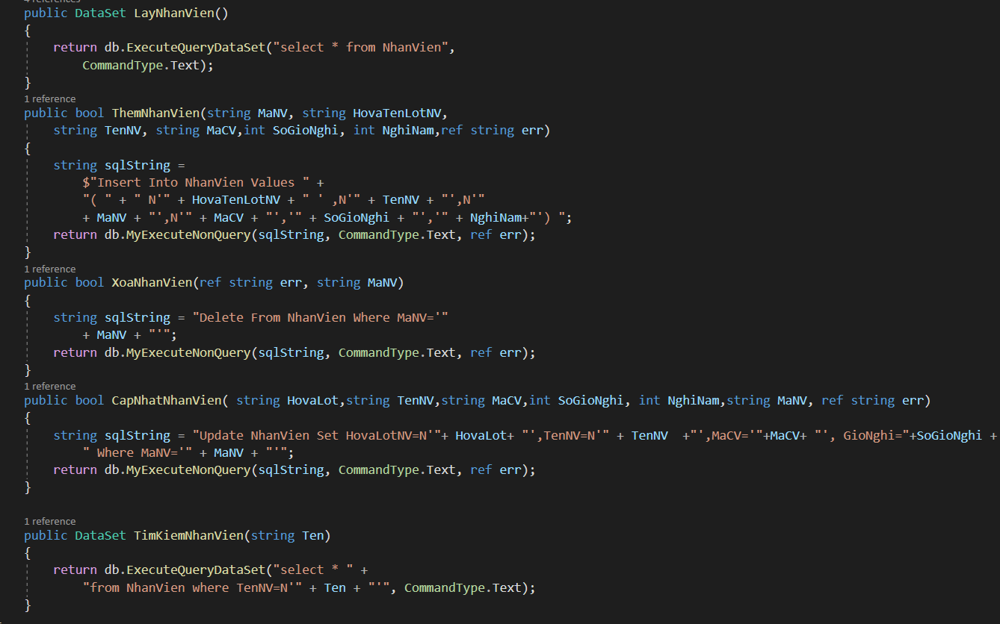 4 references
public DataSet LayNhanVien()
{
    return db.ExecuteQueryDataSet("select * from NhanVien",
        CommandType.Text);
}
1 reference
public bool ThemNhanVien(string MaNV, string HovaTenLotNV,
    string TenNV, string MaCV,int SoGioNghi, int NghiNam,ref string err)
{
    string sqlString =
        $"Insert Into NhanVien Values " +
        "( " + " N'" + HovaTenLotNV + " ' ,N'" + TenNV + "',N'"
        + MaNV + "',N'" + MaCV + "','" + SoGioNghi + "','" + NghiNam+"') ";
    return db.MyExecuteNonQuery(sqlString, CommandType.Text, ref err);
}
1 reference
public bool XoaNhanVien(ref string err, string MaNV)
{
    string sqlString = "Delete From NhanVien Where MaNV='"
        + MaNV + "'";
    return db.MyExecuteNonQuery(sqlString, CommandType.Text, ref err);
}
1 reference
public bool CapNhatNhanVien( string HovaLot,string TenNV,string MaCV,int SoGioNghi, int NghiNam,string MaNV, ref string err)
{
    string sqlString = "Update NhanVien Set HovaLotNV=N'"+ HovaLot+ "',TenNV=N'" + TenNV  +"',MaCV='"+MaCV+ "', GioNghi="+SoGioNghi +
        " Where MaNV='" + MaNV + "'";
    return db.MyExecuteNonQuery(sqlString, CommandType.Text, ref err);
}
1 reference
public DataSet TimKiemNhanVien(string Ten)
{
    return db.ExecuteQueryDataSet("select * " +
        "from NhanVien where TenNV=N'" + Ten + "'", CommandType.Text);
}